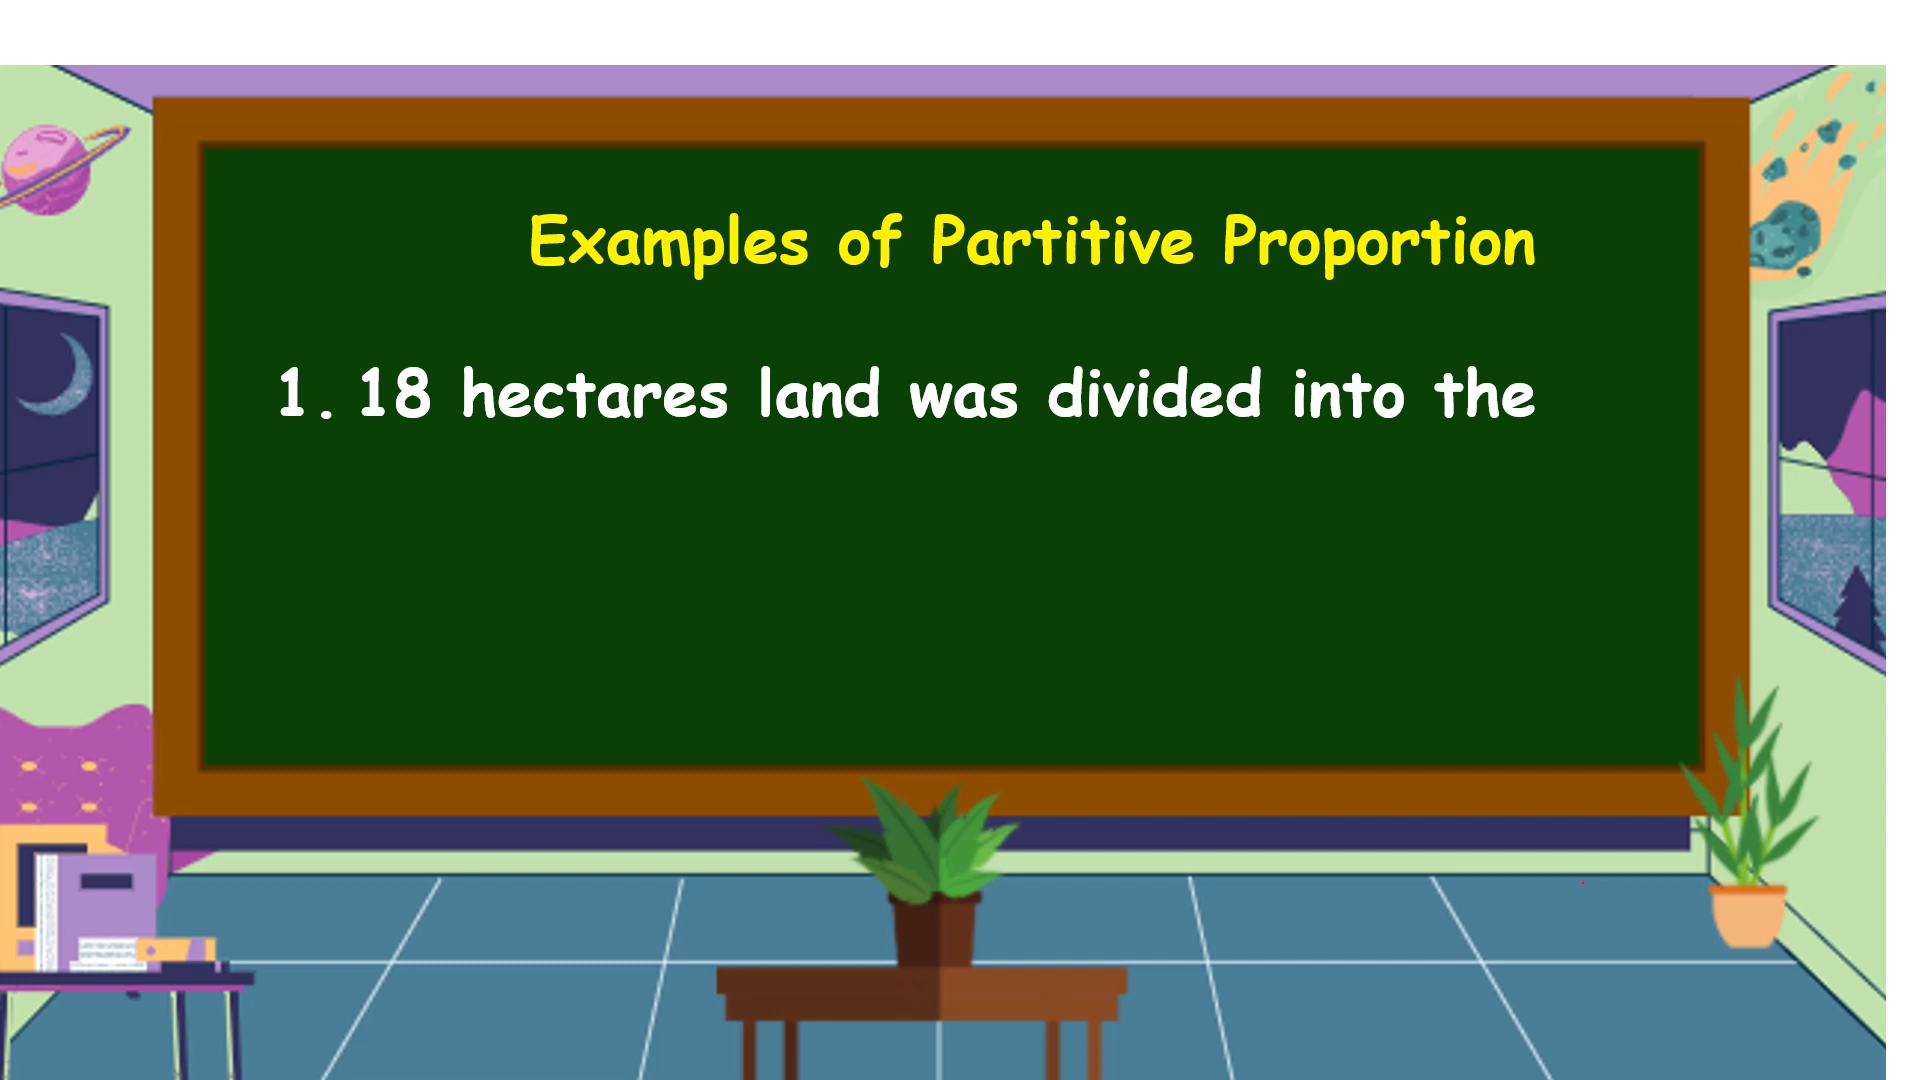 Examples of Partitive Proportion
1. 18 hectares land was divided into the